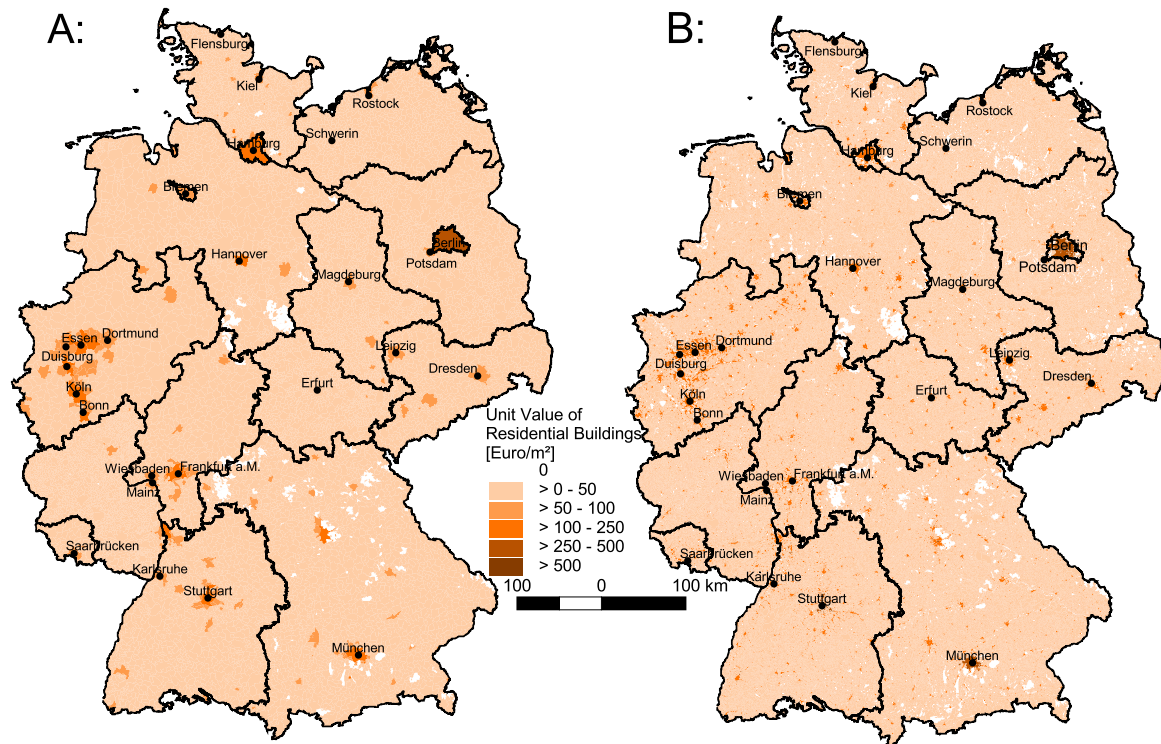 A:
Flensburg
Kiel
Rostock
Schwerin
Hamburg
Bremen
Berlin
Potsdam
Hannover
Magdeburg
Essen
Dortmund
Duisburg
Köln
Bonn
Leipzig
Dresden
Erfurt
Wiesbaden
Frankfurt a.M.
Mainz
Saarbrücken
Karlsruhe
Stuttgart
München
Unit Value of
Residential Buildings
[Euro/m²]
0
> 0 - 50
> 50 - 100
> 100 - 250
> 250 - 500
> 500
100 0 100 km
B:
Flensburg
Kiel
Rostock
Schwerin
Hamburg
Bremen
Berlin
Potsdam
Hannover
Magdeburg
Essen
Dortmund
Duisburg
Köln
Bonn
Leipzig
Dresden
Erfurt
Wiesbaden
Frankfurt a.M.
Mainz
Saarbrücken
Karlsruhe
Stuttgart
München